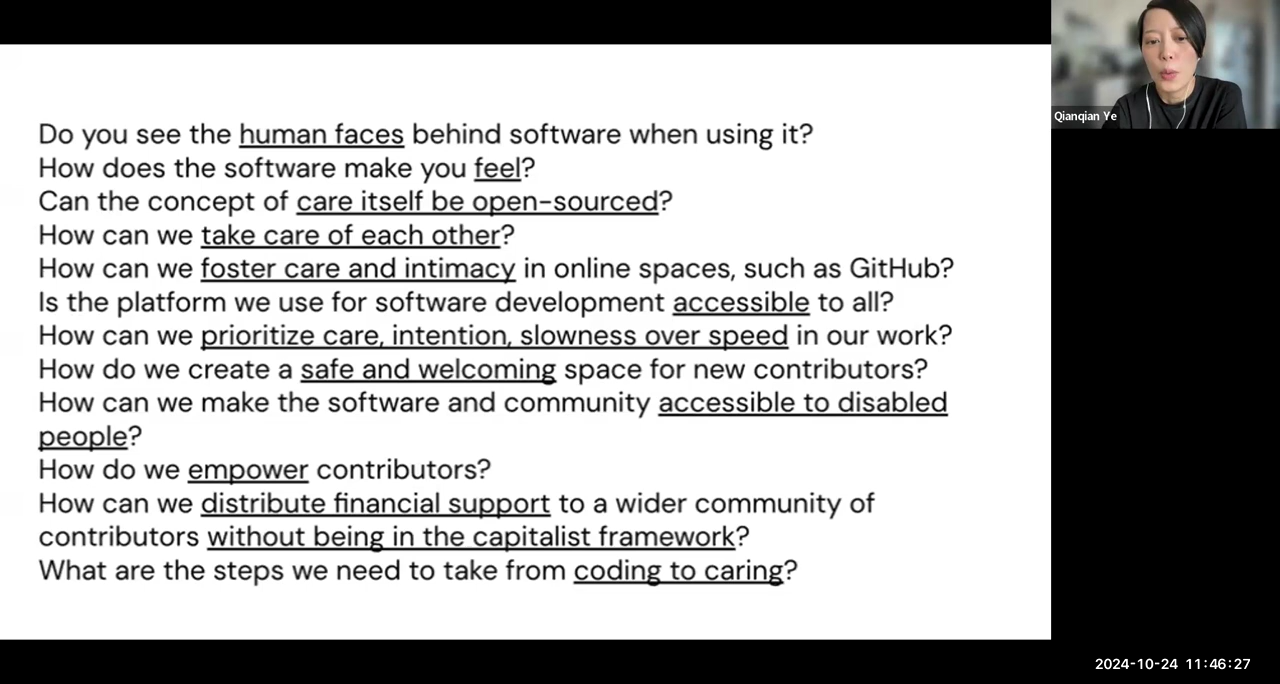 Do you see the human faces behind software when using it?
How does the software make you feel?
Can the concept of care itself be open-sourced?
How can we take care of each other?
How can we foster care and intimacy in online spaces, such as GitHub?
Is the platform we use for software development accessible to all?
How can we prioritize care, intention, slowness over speed in our work?
How do we create a safe and welcoming space for new contributors?
How can we make the software and community accessible to disabled
people?
How do we empower contributors?
How can we distribute financial support to a wider community of
contributors without being in the capitalist framework?
What are the steps we need to take from coding to caring?
Qianqian Ye
2024-10-24 11:46:27